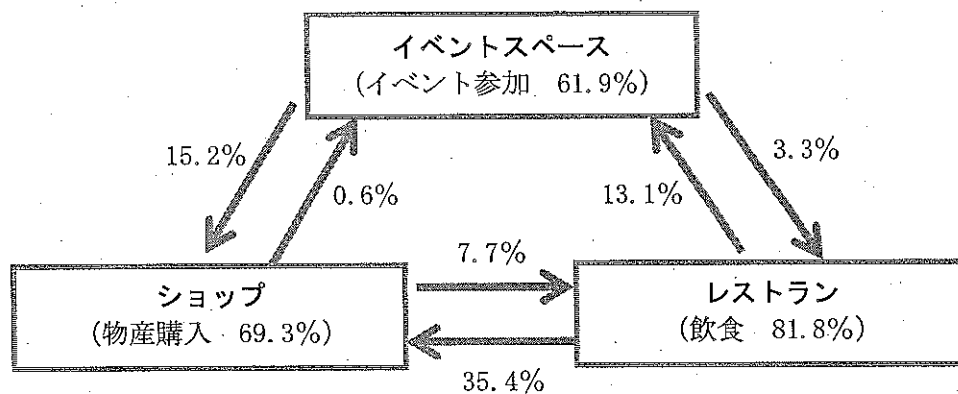 イベントスペース
(イベント参加 61.9%)
15.2%
0.6%
13.1%
3.3%
7.7%
ショップ
(物産購入 69.3%)
レストラン
(飲食 81.8%)
35.4%